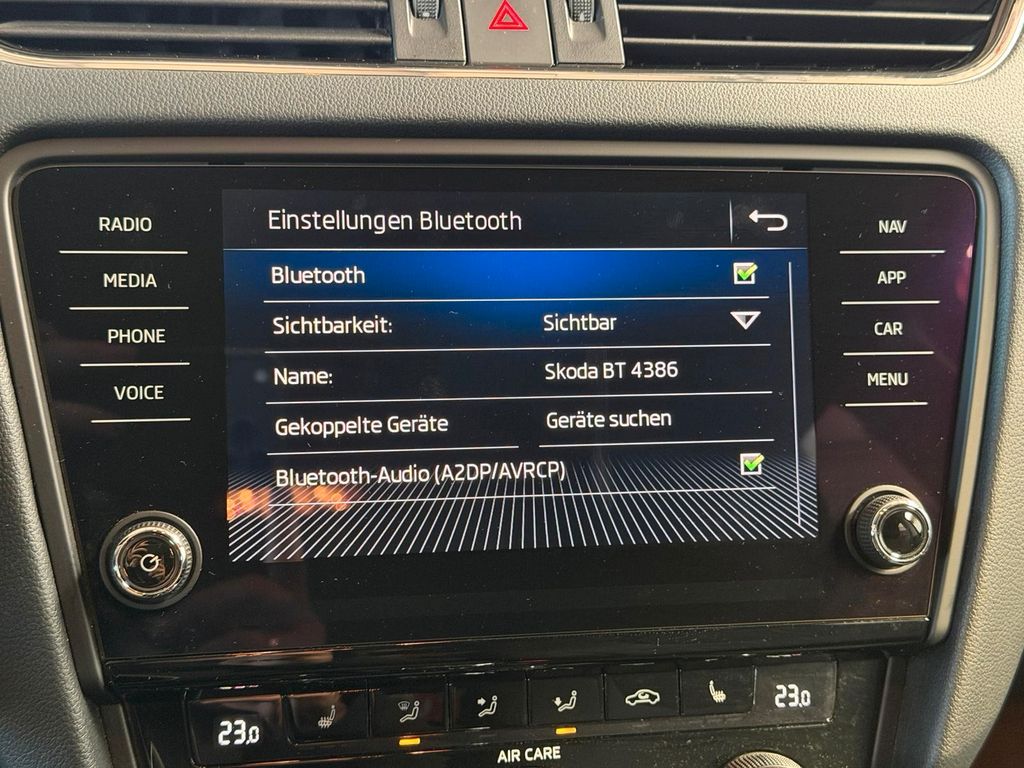 Einstellungen Bluetooth
RADIO
MEDIA
PHONE
VOICE
Bluetooth
Sichtbarkeit: Sichtbar
Name: Skoda BT 4386
Gekoppelte Geräte Geräte suchen
Bluetooth-Audio (A2DP/AVRCP)
NAV
APP
CAR
MENU
23,0
23,0
AIR CARE